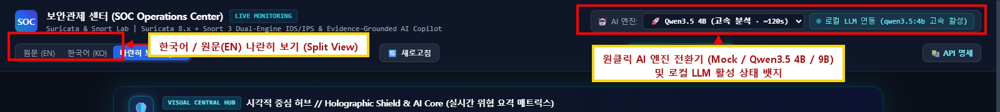 SOC
보안관제 센터 (SOC Operations Center) LIVE MONITORING
Suricata & Snort Lab | Suricata 8.x + Snort 3 Dual-Engine IDS/IPS & Evidence-Grounded AI Copilot
AI 엔진: Qwen3.5 4B (고속 분석 · ~120s) 로컬 LLM 연동 (qwen3.5:4b 고속 활성)
원문 (EN) 한국어 (KO) 나란히
한국어 / 원문(EN) 나란히 보기 (Split View)
새로고침
원클릭 AI 엔진 전환기 (Mock / Qwen3.5 4B / 9B)
및 로컬 LLM 활성 상태 뱃지
API 명세
VISUAL CENTRAL HUB 시각적 중심 허브 // Holographic Shield & AI Core (실시간 위협 요격 매트릭스)